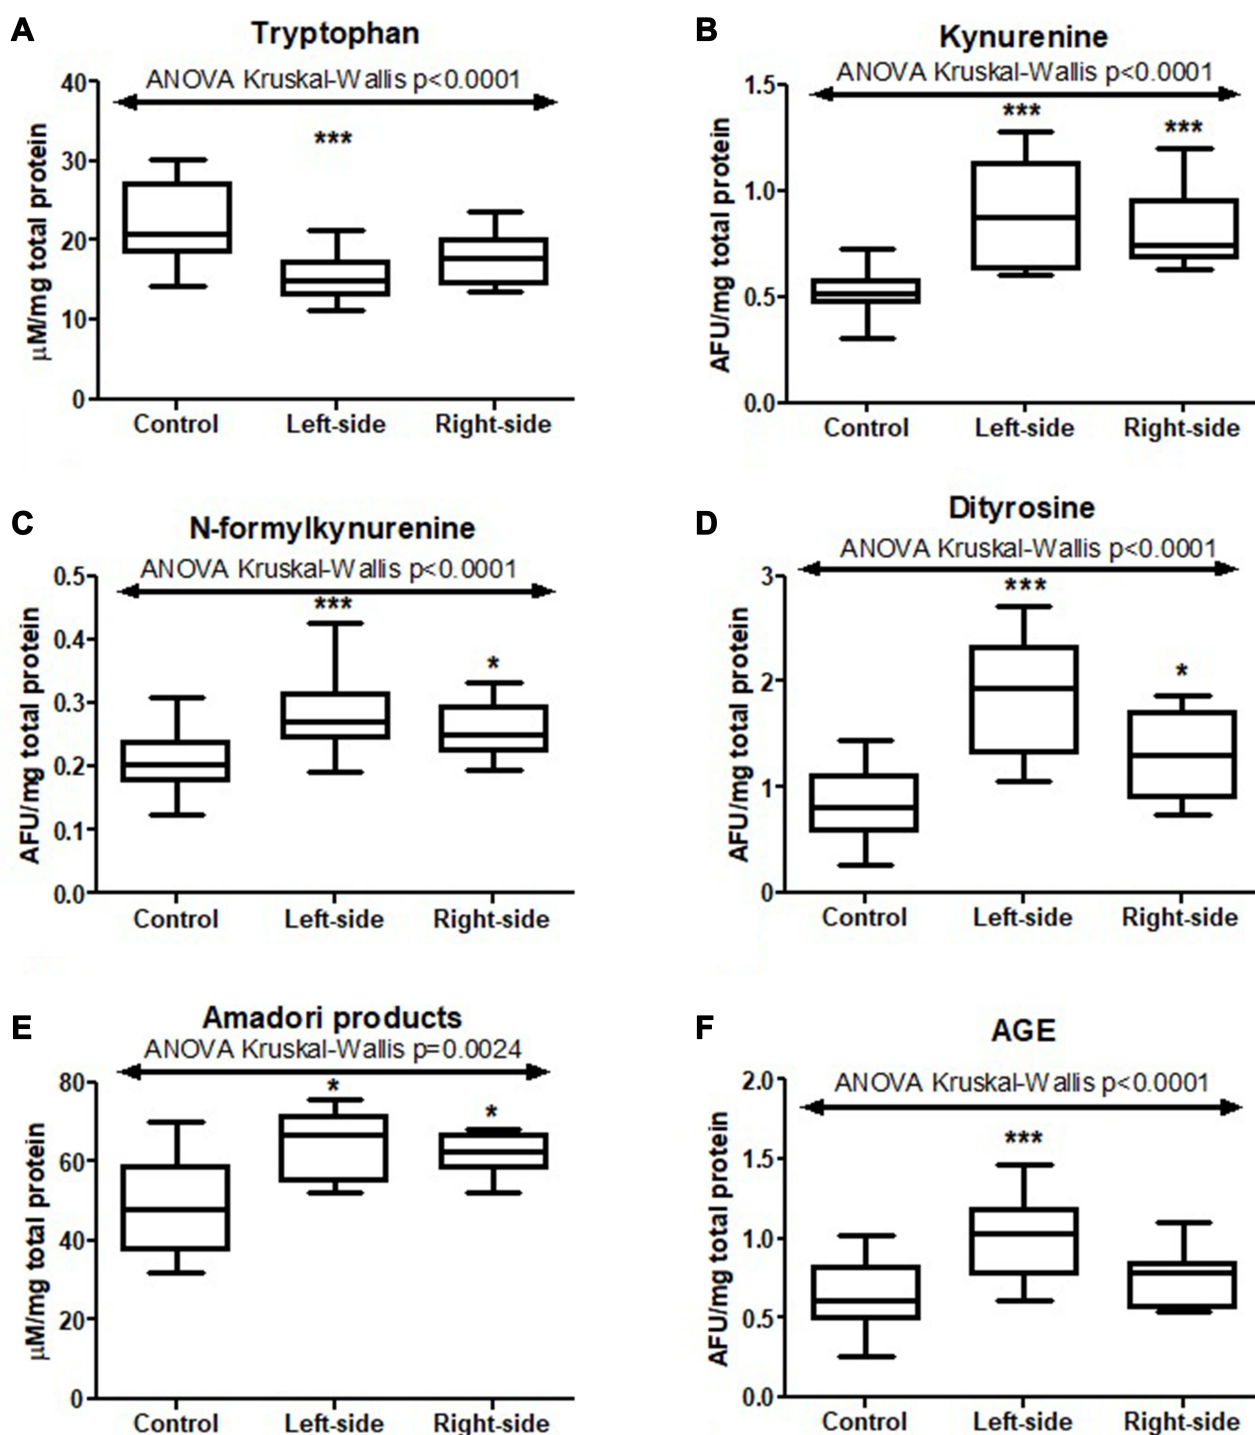 A
Tryptophan
ANOVA Kruskal-Wallis p<0.0001
***
μM/mg total protein
40
30
20
10
0
Control Left-side Right-side
B
Kynurenine
ANOVA Kruskal-Wallis p<0.0001
***
***
AFU/mg total protein
1.5
1.0
0.5
0.0
Control Left-side Right-side
C
N-formylkynurenine
ANOVA Kruskal-Wallis p<0.0001
***
*
AFU/mg total protein
0.5
0.4
0.3
0.2
0.1
0.0
Control Left-side Right-side
D
Dityrosine
ANOVA Kruskal-Wallis p<0.0001
***
*
AFU/mg total protein
3
2
1
0
Control Left-side Right-side
E
Amadori products
ANOVA Kruskal-Wallis p=0.0024
*
*
μM/mg total protein
80
60
40
20
0
Control Left-side Right-side
F
AGE
ANOVA Kruskal-Wallis p<0.0001
***
AFU/mg total protein
2.0
1.5
1.0
0.5
0.0
Control Left-side Right-side